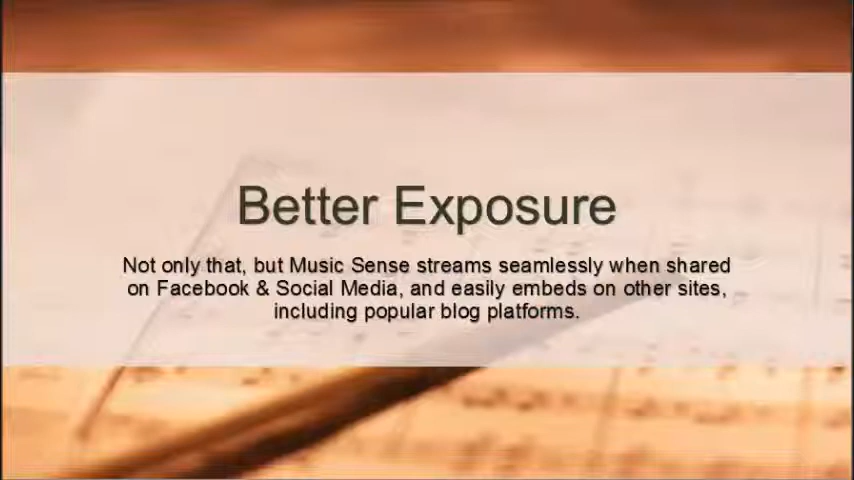 Better Exposure
Not only that, but Music Sense streams seamlessly when shared
on Facebook & Social Media, and easily embeds on other sites,
including popular blog platforms.